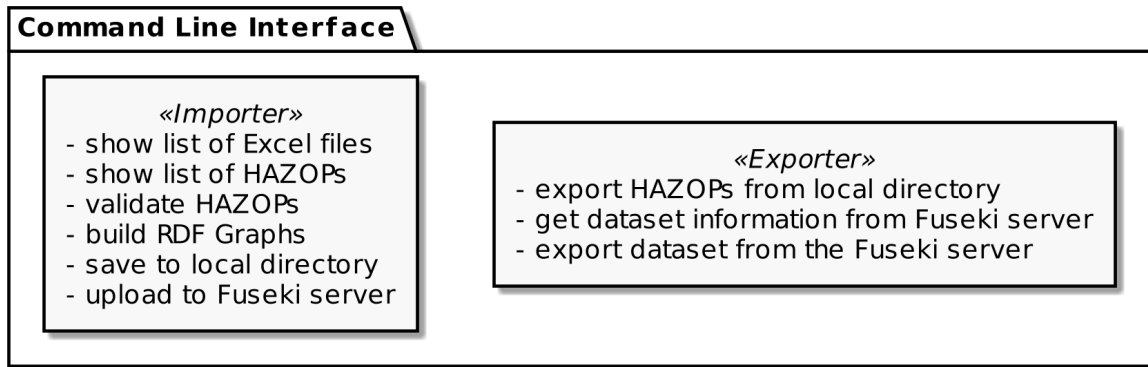 Command Line Interface
«Importer»
- show list of Excel files
- show list of HAZOPs
- validate HAZOPs
- build RDF Graphs
- save to local directory
- upload to Fuseki server
«Exporter»
- export HAZOPs from local directory
- get dataset information from Fuseki server
- export dataset from the Fuseki server